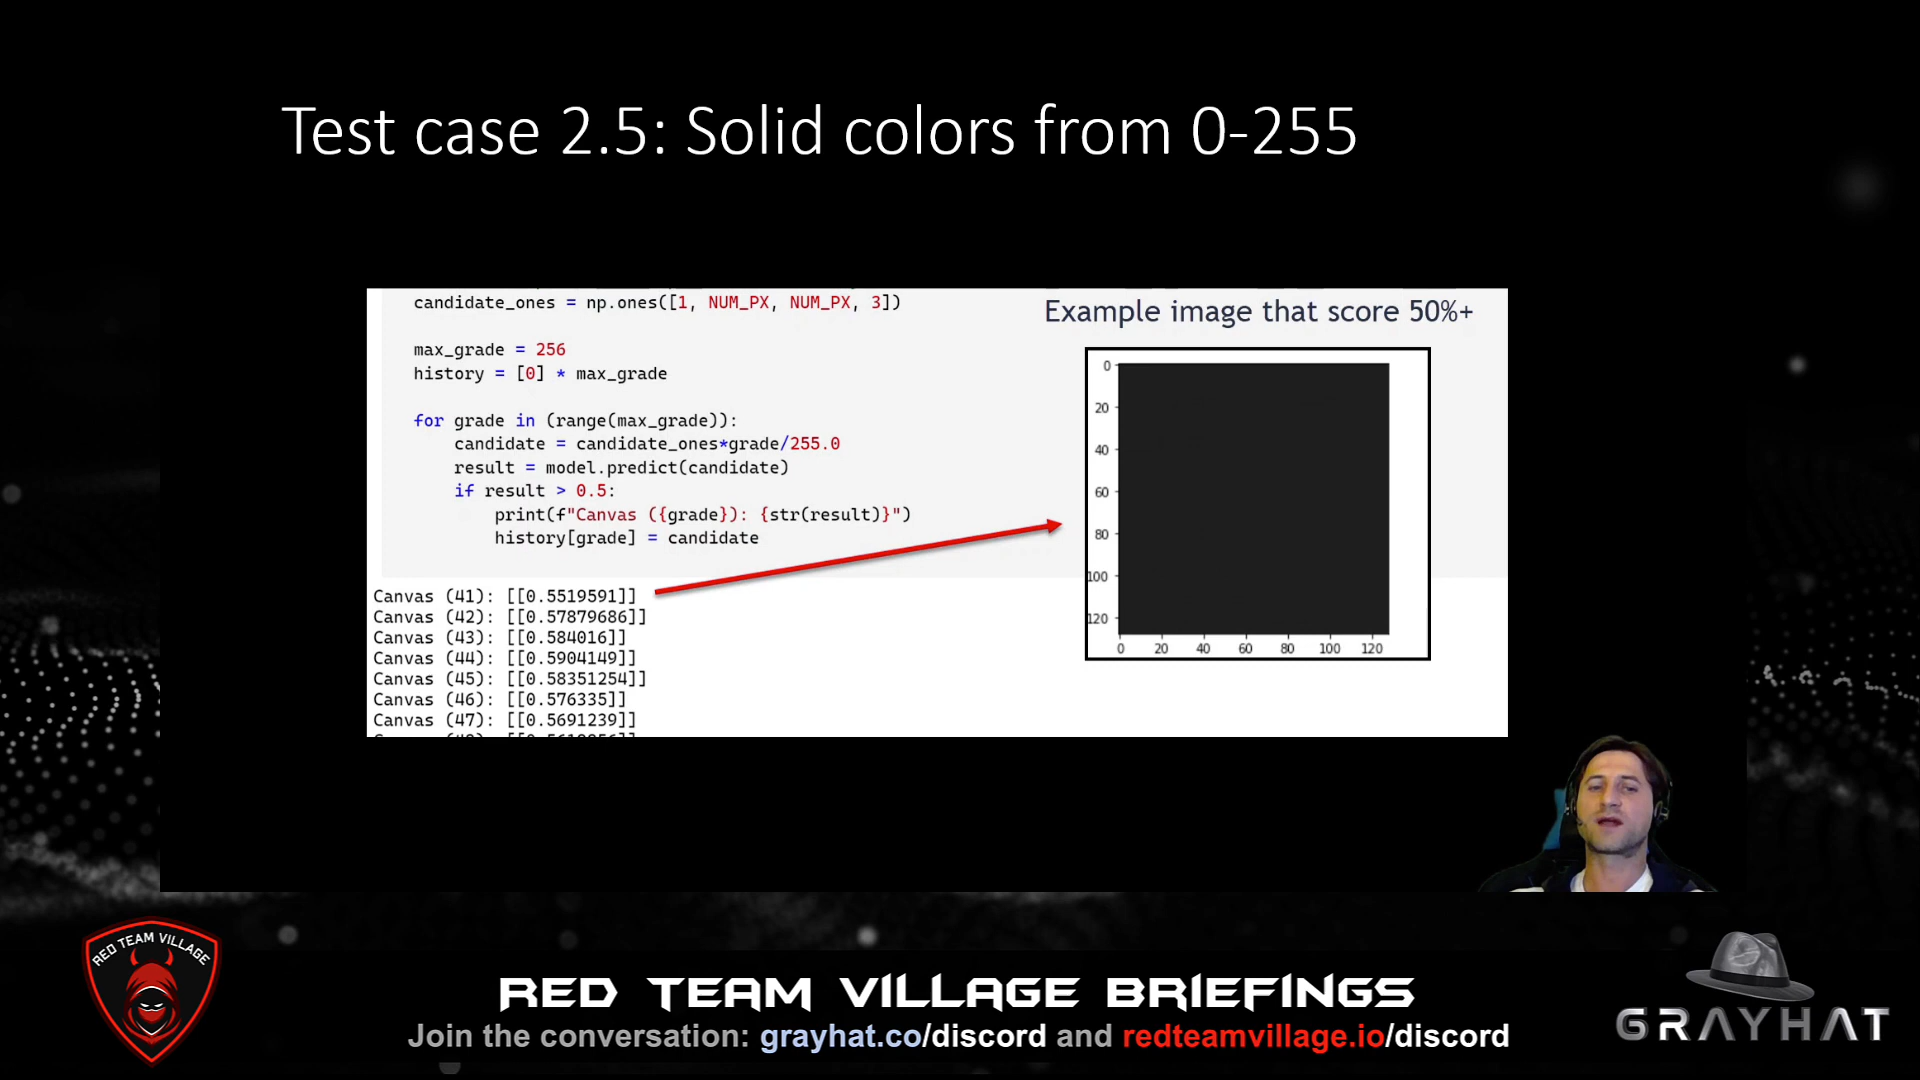 Test case 2.5: Solid colors from 0-255
candidate_ones = np.ones([1, NUM_PX, NUM_PX, 3])
max_grade = 256
history = [0] * max_grade
for grade in (range(max_grade)):
candidate = candidate_ones*grade/255.0
result = model.predict(candidate)
if result > 0.5:
print(f"Canvas ({grade}): {str(result)}")
history[grade] = candidate
Canvas (41): [[0.5519591]]
Canvas (42): [[0.57879686]]
Canvas (43): [[0.584016]]
Canvas (44): [[0.5904149]]
Canvas (45): [[0.58351254]]
Canvas (46): [[0.576335]]
Canvas (47): [[0.5691239]]
Example image that score 50%+
0
20
40
60
80
100
120
0 20 40 60 80 100 120
RED TEAM VILLAGE
RED TEAM VILLAGE BRIEFINGS
Join the conversation: grayhat.co/discord and redteamvillage.io/discord
GRAYHAT